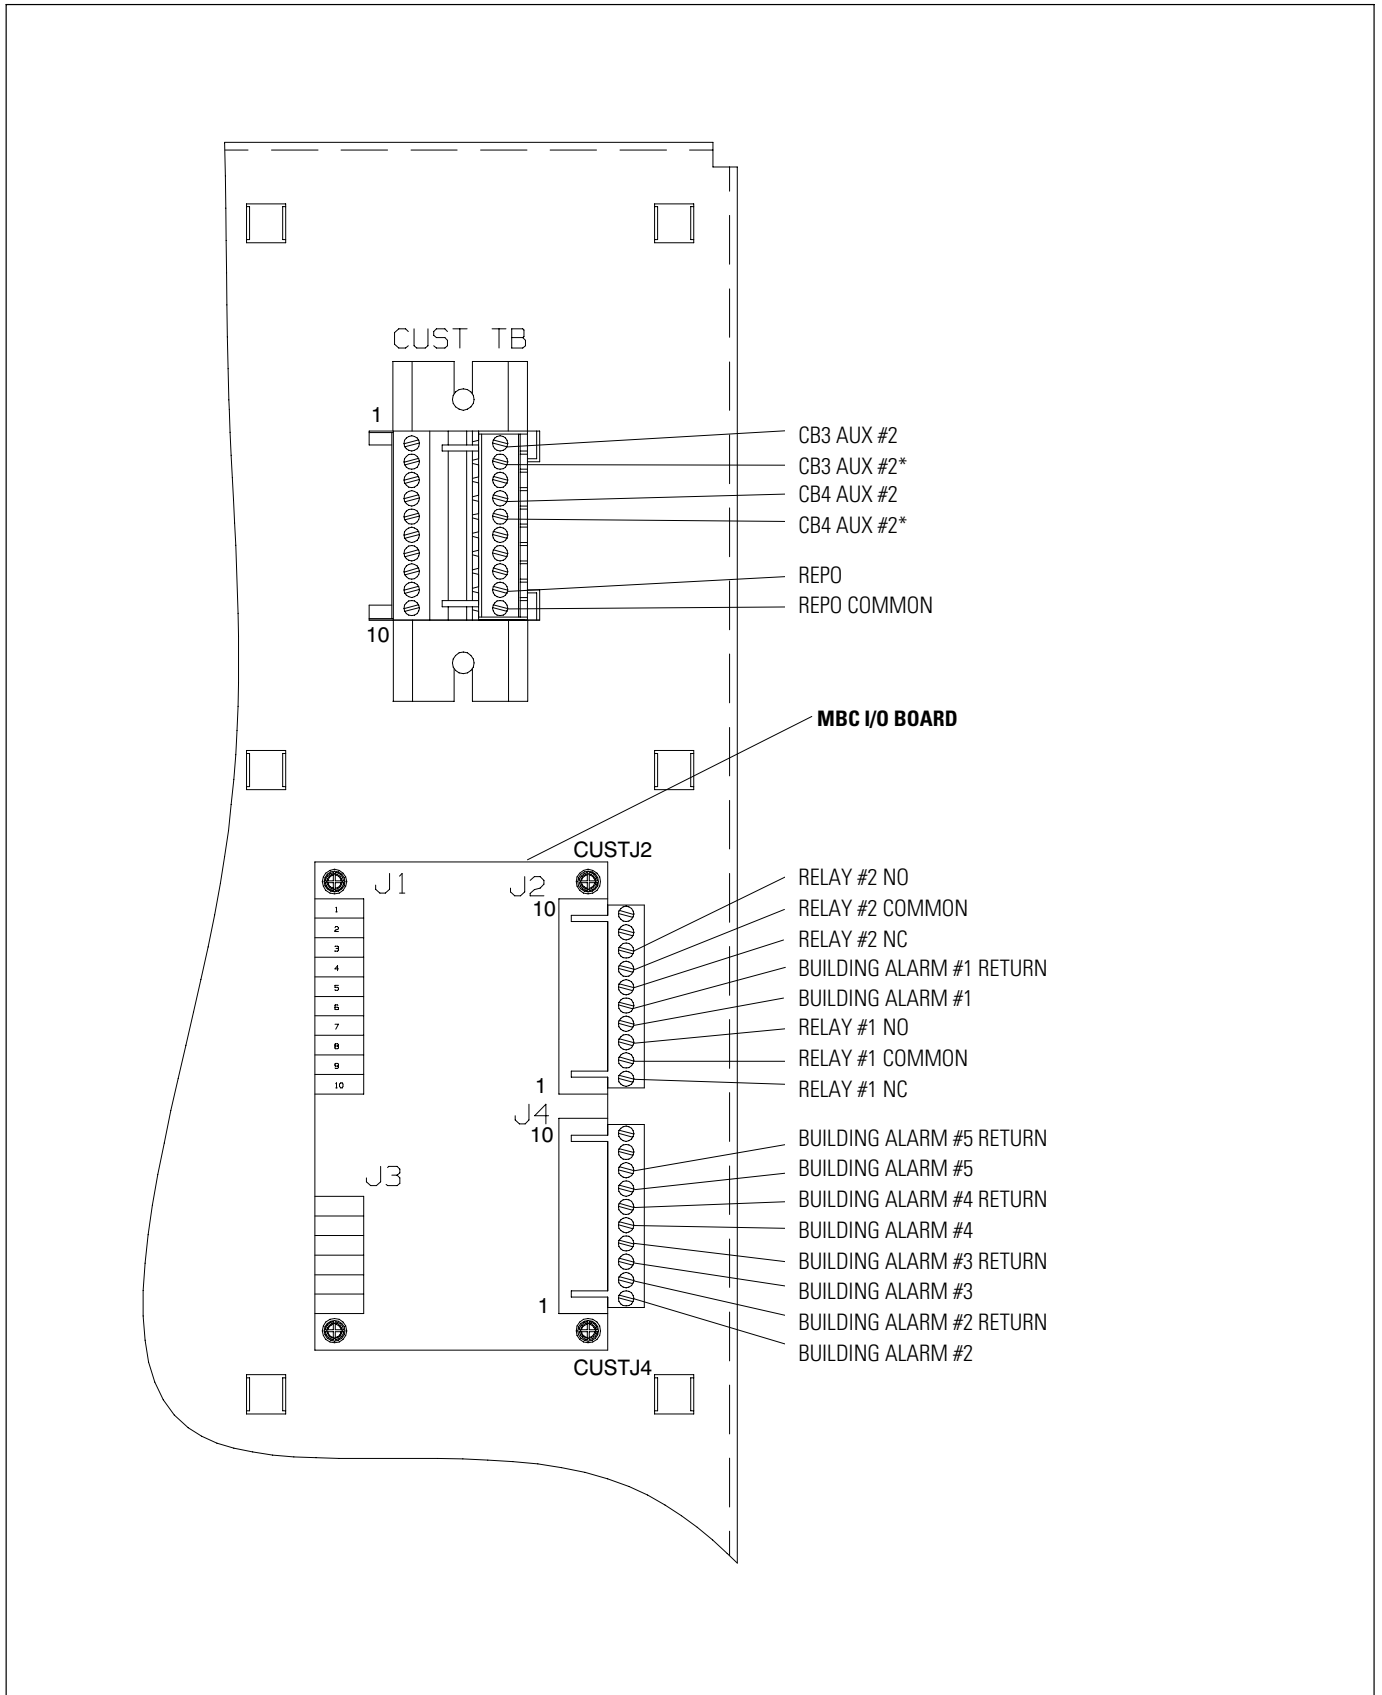 CUST TB
1
10
CB3 AUX #2
CB3 AUX #2*
CB4 AUX #2
CB4 AUX #2*
REPO
REPO COMMON
MBC I/O BOARD
CUSTJ2
J1
J2
1
2
3
4
5
6
7
8
9
10
10
1
RELAY #2 NO
RELAY #2 COMMON
RELAY #2 NC
BUILDING ALARM #1 RETURN
BUILDING ALARM #1
RELAY #1 NO
RELAY #1 COMMON
RELAY #1 NC
J4
10
1
J3
BUILDING ALARM #5 RETURN
BUILDING ALARM #5
BUILDING ALARM #4 RETURN
BUILDING ALARM #4
BUILDING ALARM #3 RETURN
BUILDING ALARM #3
BUILDING ALARM #2 RETURN
BUILDING ALARM #2
CUSTJ4